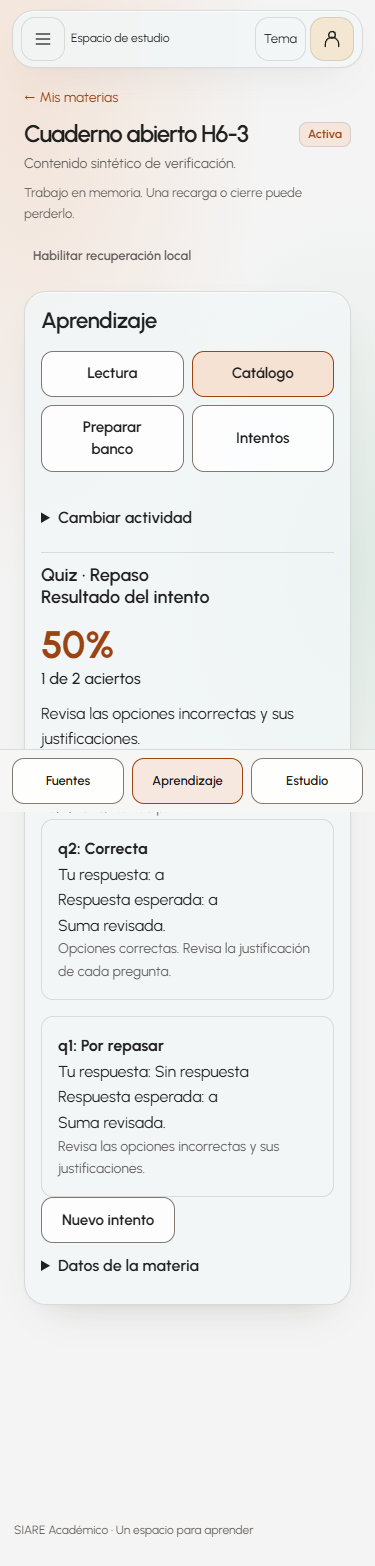 Espacio de estudio
Tema
← Mis materias
Cuaderno abierto H6-3
Activa
Contenido sintético de verificación.
Trabajo en memoria. Una recarga o cierre puede
perderlo.
Habilitar recuperación local
Aprendizaje
Lectura
Catálogo
Preparar
banco
Intentos
▶ Cambiar actividad
Quiz · Repaso
Resultado del intento
50%
1 de 2 aciertos
Revisa las opciones incorrectas y sus
justificaciones.
Fuentes
Aprendizaje
Estudio
q2: Correcta
Tu respuesta: a
Respuesta esperada: a
Suma revisada.
Opciones correctas. Revisa la justificación
de cada pregunta.
q1: Por repasar
Tu respuesta: Sin respuesta
Respuesta esperada: a
Suma revisada.
Revisa las opciones incorrectas y sus
justificaciones.
Nuevo intento
▶ Datos de la materia
SIARE Académico · Un espacio para aprender